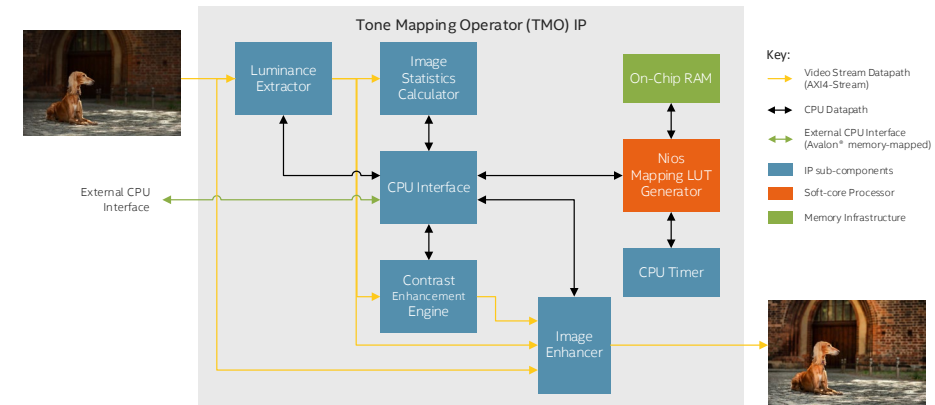 Tone Mapping Operator (TMO) IP
Luminance
Extractor
Image
Statistics
Calculator
On-Chip RAM
CPU Interface
Nios
Mapping LUT
Generator
External CPU
Interface
Contrast
Enhancement
Engine
CPU Timer
Image
Enhancer
Key:
Video Stream Datapath
(AXI4-Stream)
CPU Datapath
External CPU Interface
(Avalon® memory-mapped)
IP sub-components
Soft-core Processor
Memory Infrastructure